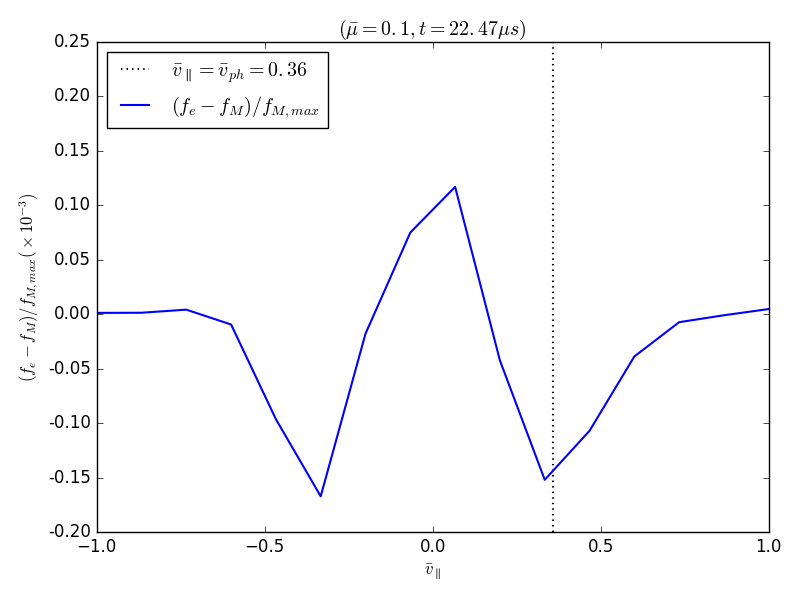 (μ̄ = 0.1, t = 22.47μs)
v̄∥ = v̄ph = 0.36
(fe − fM)/fM,max
0.25
0.20
0.15
0.10
0.05
0.00
-0.05
-0.10
-0.15
-0.20
(fe − fM)/fM,max(×10⁻³)
−1.0 −0.5 0.0 0.5 1.0
v̄∥